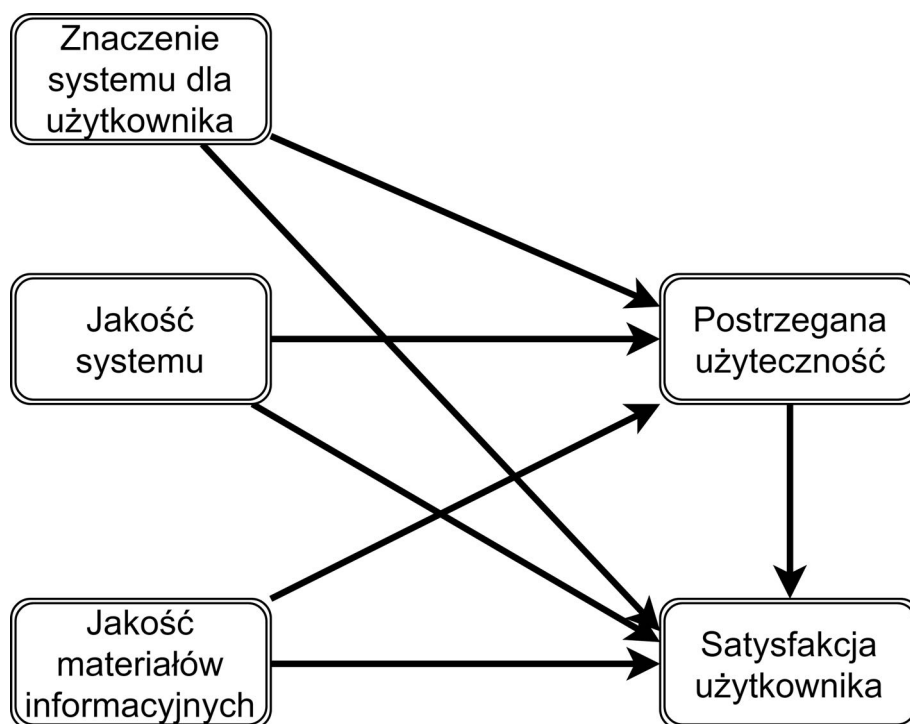 Znaczenie
systemu dla
użytkownika
Jakość
systemu
Postrzegana
użyteczność
Jakość
materiałów
informacyjnych
Satysfakcja
użytkownika